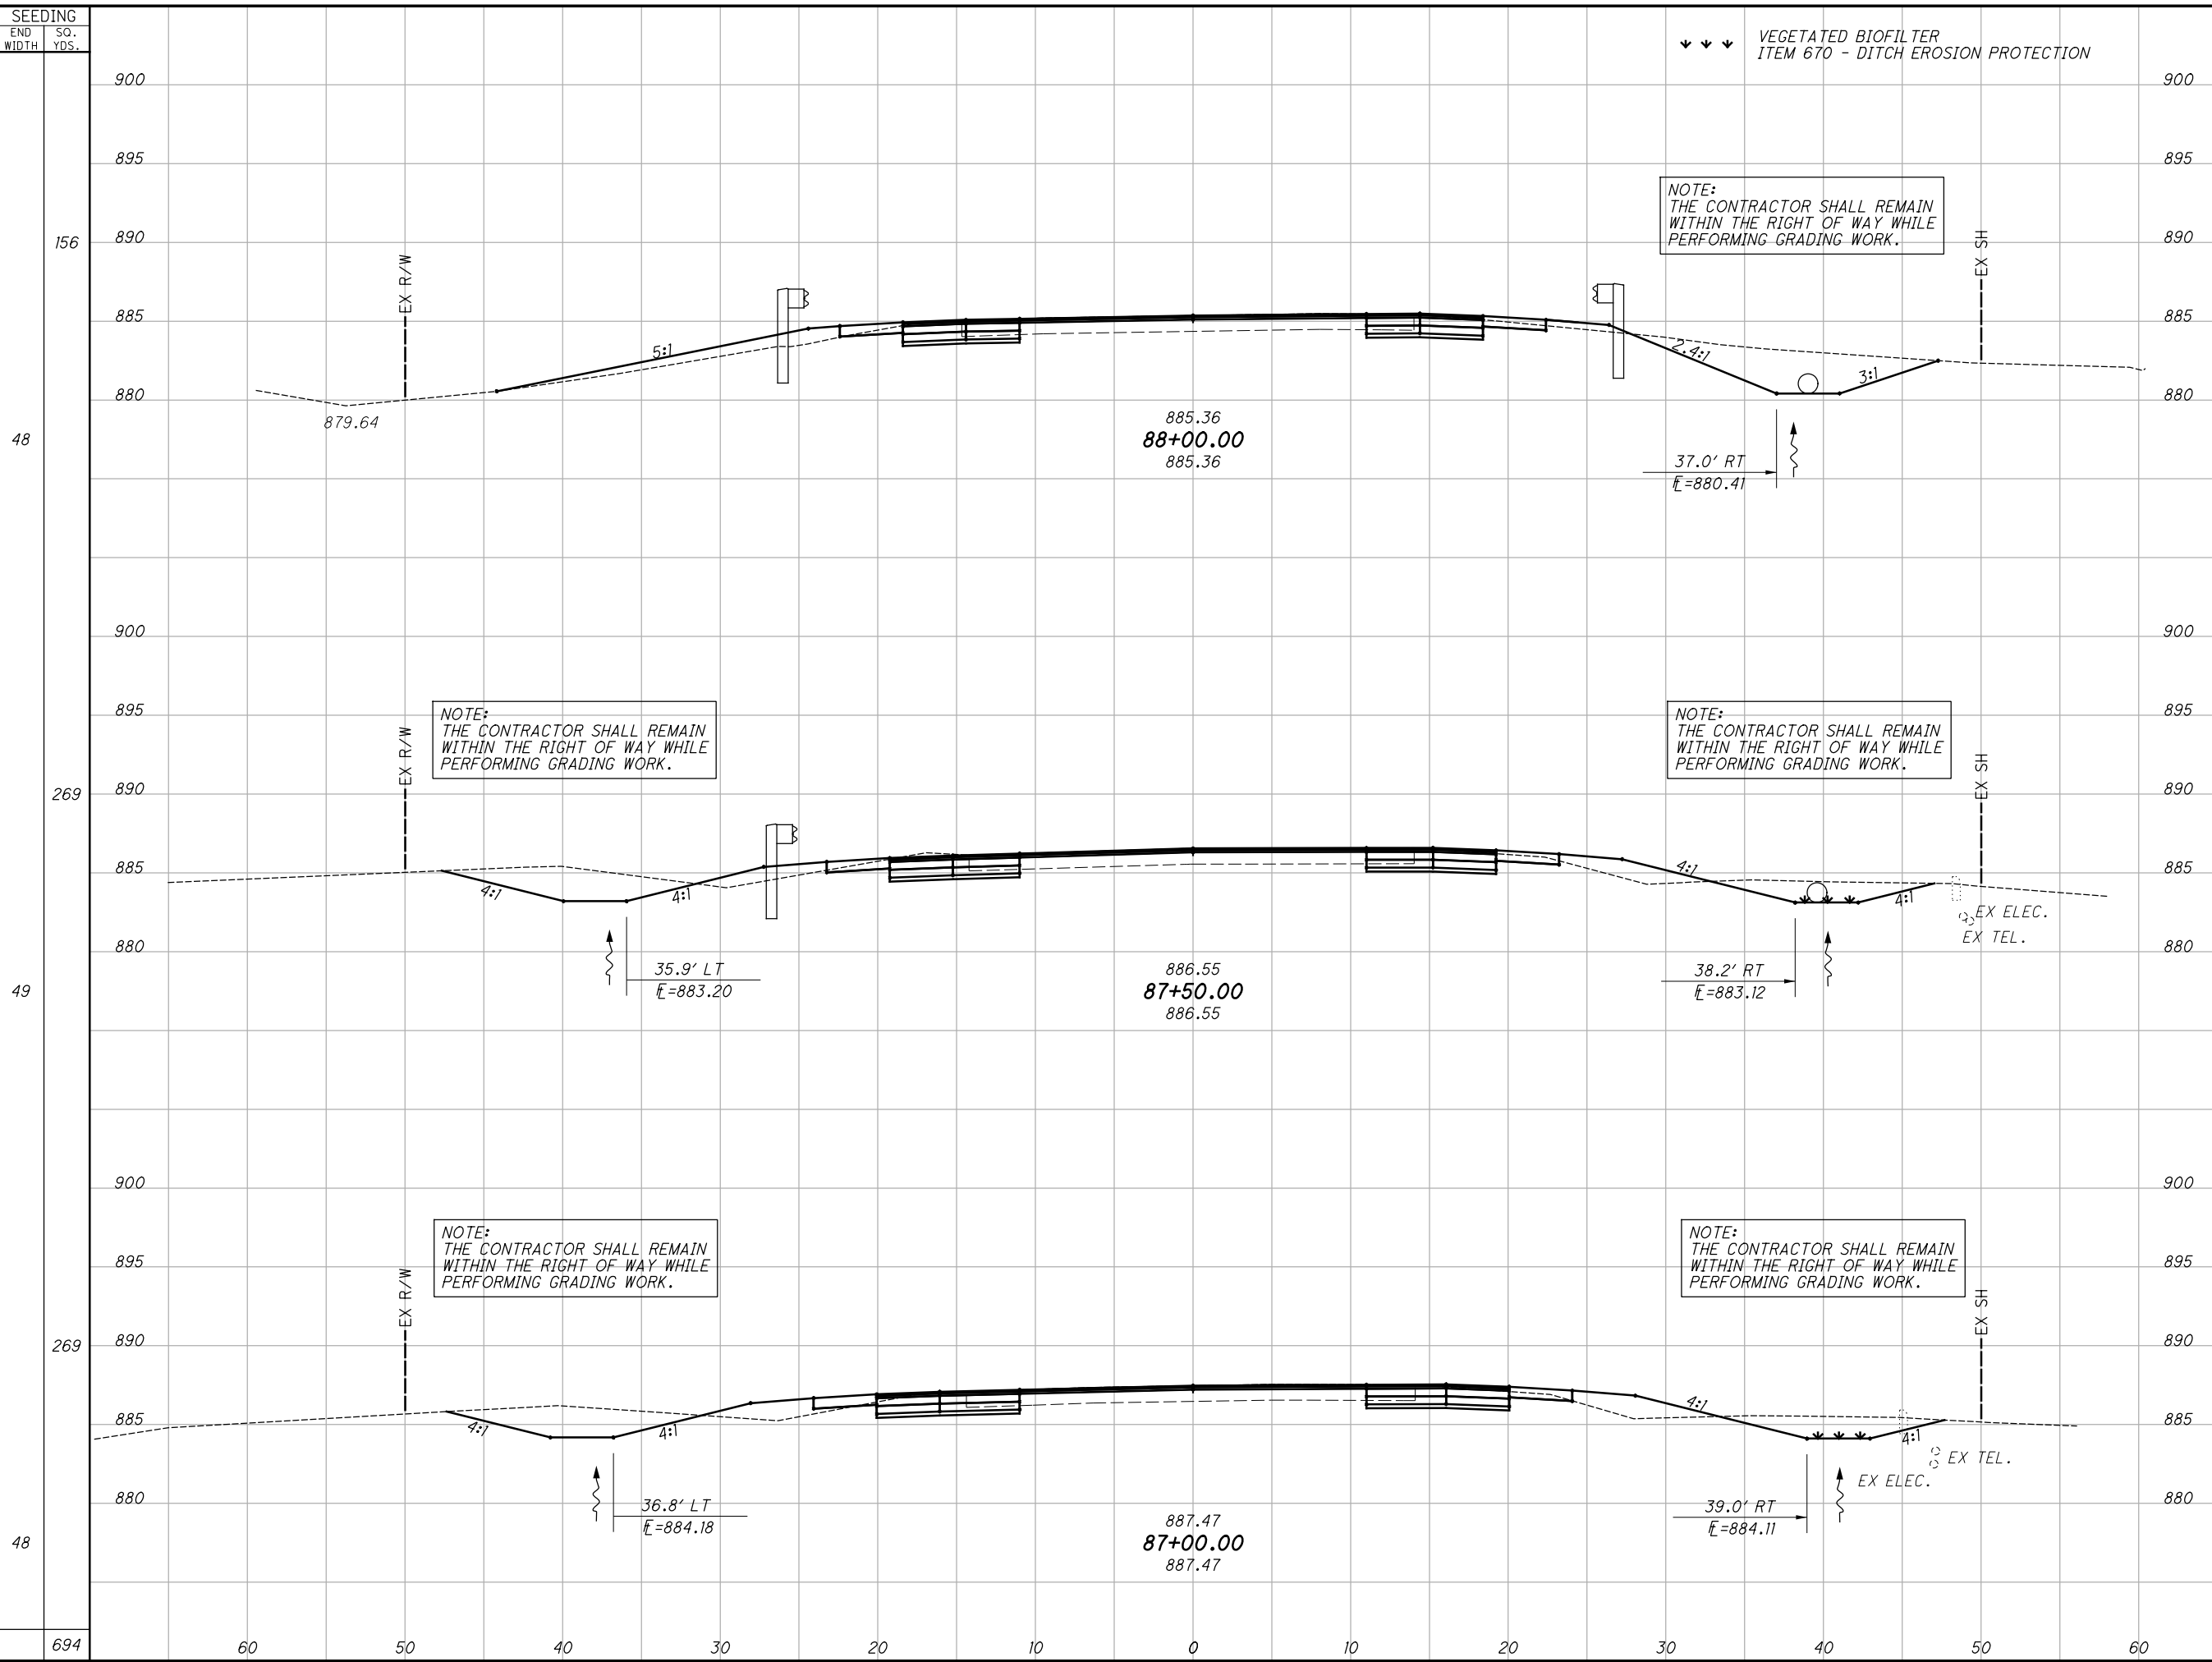 SEEDING
END WIDTH
SQ. YDS.
VEGETATED BIOFILTER
ITEM 670 - DITCH EROSION PROTECTION
900 900
895 895
NOTE:
THE CONTRACTOR SHALL REMAIN
WITHIN THE RIGHT OF WAY WHILE
PERFORMING GRADING WORK.
156 890 890
EX R/W
EX SH
885 885
5:1
2.4:1
3:1
880 880
879.64
48
885.36
88+00.00
885.36
37.0' RT
FL=880.41
900 900
895 895
NOTE:
THE CONTRACTOR SHALL REMAIN
WITHIN THE RIGHT OF WAY WHILE
PERFORMING GRADING WORK.
NOTE:
THE CONTRACTOR SHALL REMAIN
WITHIN THE RIGHT OF WAY WHILE
PERFORMING GRADING WORK.
EX R/W
EX SH
269 890 890
885 885
4:1
4:1
4:1
4:1
EX ELEC.
EX TEL.
880 880
35.9' LT
FL=883.20
49
886.55
87+50.00
886.55
38.2' RT
FL=883.12
900 900
NOTE:
THE CONTRACTOR SHALL REMAIN
WITHIN THE RIGHT OF WAY WHILE
PERFORMING GRADING WORK.
NOTE:
THE CONTRACTOR SHALL REMAIN
WITHIN THE RIGHT OF WAY WHILE
PERFORMING GRADING WORK.
895 895
EX R/W
EX SH
269 890 890
885 885
4:1
4:1
4:1
4:1
EX TEL.
EX ELEC.
880 880
36.8' LT
FL=884.18
48
887.47
87+00.00
887.47
39.0' RT
FL=884.11
694 60 50 40 30 20 10 0 10 20 30 40 50 60